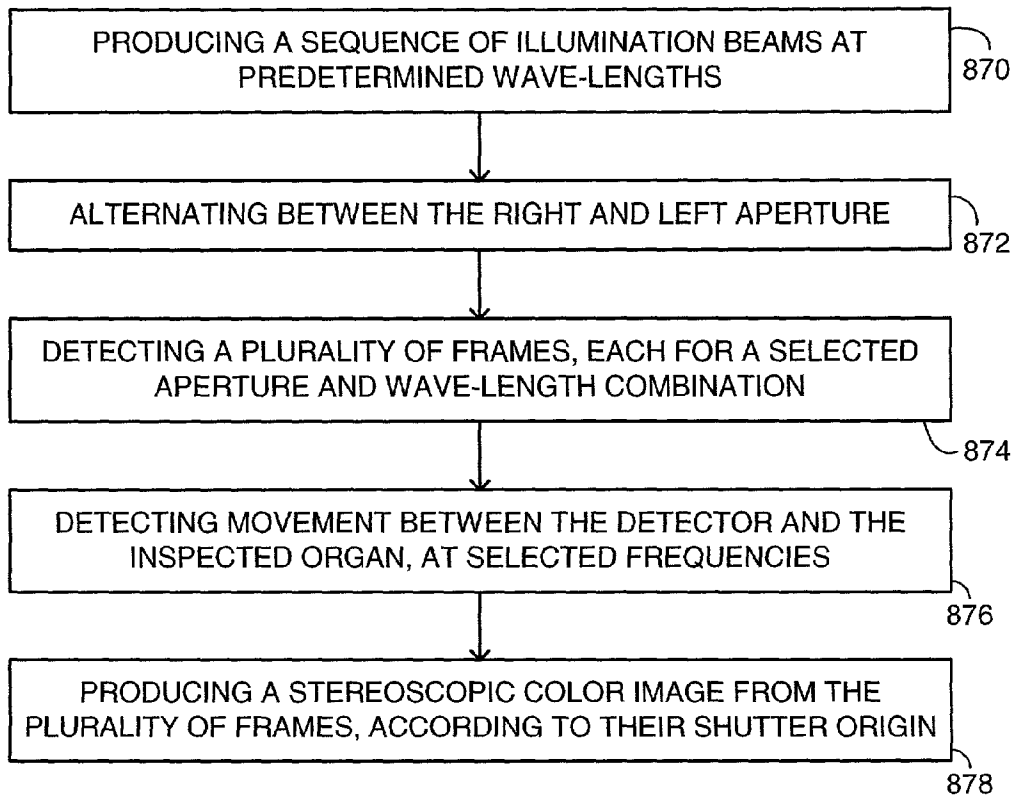 PRODUCING A SEQUENCE OF ILLUMINATION BEAMS AT
PREDETERMINED WAVE-LENGTHS
870
ALTERNATING BETWEEN THE RIGHT AND LEFT APERTURE
872
DETECTING A PLURALITY OF FRAMES, EACH FOR A SELECTED
APERTURE AND WAVE-LENGTH COMBINATION
874
DETECTING MOVEMENT BETWEEN THE DETECTOR AND THE
INSPECTED ORGAN, AT SELECTED FREQUENCIES
876
PRODUCING A STEREOSCOPIC COLOR IMAGE FROM THE
PLURALITY OF FRAMES, ACCORDING TO THEIR SHUTTER ORIGIN
878